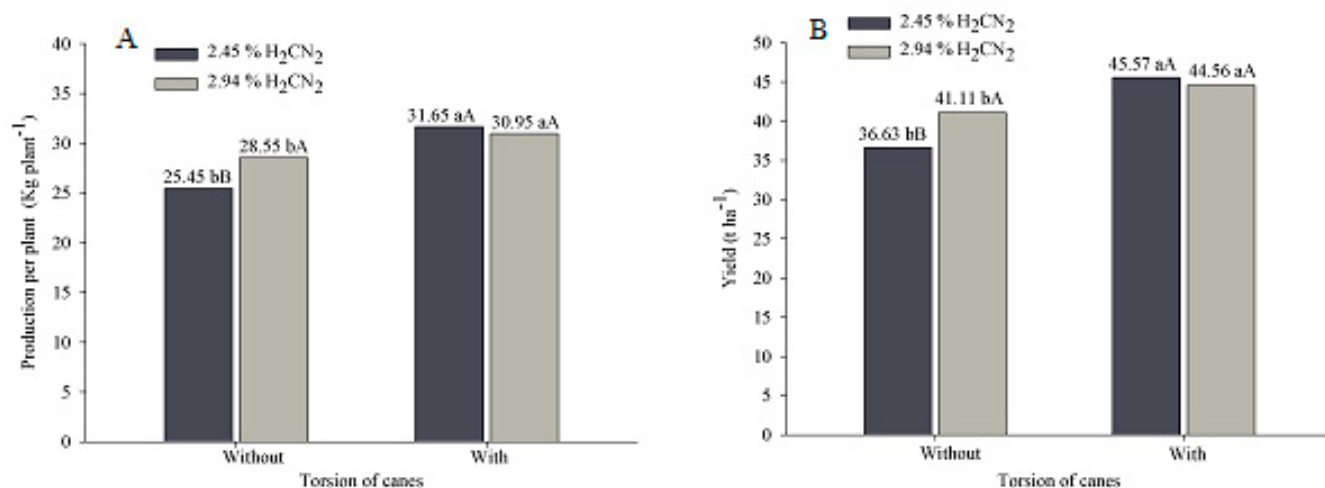 A
2.45 % H₂CN₂
2.94 % H₂CN₂
Production per plant (Kg plant⁻¹)
40
35
30
25
20
15
10
5
0
25.45 bB
28.55 bA
31.65 aA
30.95 aA
Without
With
Torsion of canes
B
2.45 % H₂CN₂
2.94 % H₂CN₂
Yield (t ha⁻¹)
50
45
40
35
30
25
20
15
10
5
0
36.63 bB
41.11 bA
45.57 aA
44.56 aA
Without
With
Torsion of canes